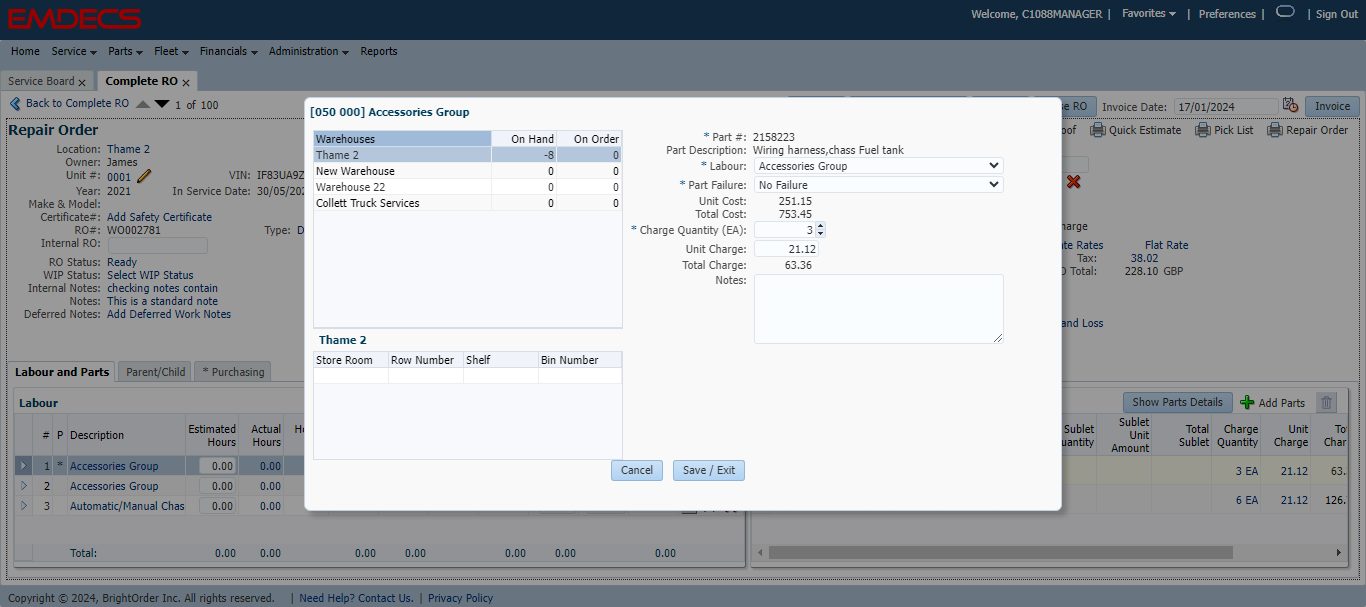 EMDECS
Welcome, C1088MANAGER | Favorites | Preferences | | Sign Out
Home Service Parts Fleet Financials Administration Reports
Service Board x Complete RO x
Back to Complete RO 1 of 100
RO Invoice Date: 17/01/2024 Invoice
Repair Order
Quick Estimate Pick List Repair Order
Location: Thame 2
Owner: James
Unit #: 0001 VIN: IF83UA9Z
Year: 2021 In Service Date: 30/05/202
Make & Model:
Certificate#: Add Safety Certificate
RO#: WO002781 Type:
Internal RO:
RO Status: Ready
WIP Status: Select WIP Status
Internal Notes: checking notes contain
Notes: This is a standard note
Deferred Notes: Add Deferred Work Notes
Rates Flat Rate
Tax: 38.02
Total: 228.10 GBP
and Loss
[050 000] Accessories Group
Warehouses On Hand On Order
Thame 2 -8 0
New Warehouse 0 0
Warehouse 22 0 0
Collett Truck Services 0 0
Thame 2
Store Room Row Number Shelf Bin Number
* Part #: 2158223
Part Description: Wiring harness,chass Fuel tank
* Labour: Accessories Group
* Part Failure: No Failure
Unit Cost: 251.15
Total Cost: 753.45
* Charge Quantity (EA): 3
Unit Charge: 21.12
Total Charge: 63.36
Notes:
Cancel Save / Exit
Labour and Parts Parent/Child * Purchasing
Labour
# P Description Estimated Hours Actual Hours
1 * Accessories Group 0.00 0.00
2 Accessories Group 0.00 0.00
3 Automatic/Manual Chas 0.00 0.00
Total: 0.00 0.00 0.00 0.00 0.00 0.00 0.00
Show Parts Details Add Parts
Sublet Sublet Unit Amount Total Sublet Charge Quantity Unit Charge
3 EA 21.12 63.
6 EA 21.12 126.
Copyright © 2024, BrightOrder Inc. All rights reserved. | Need Help? Contact Us. | Privacy Policy